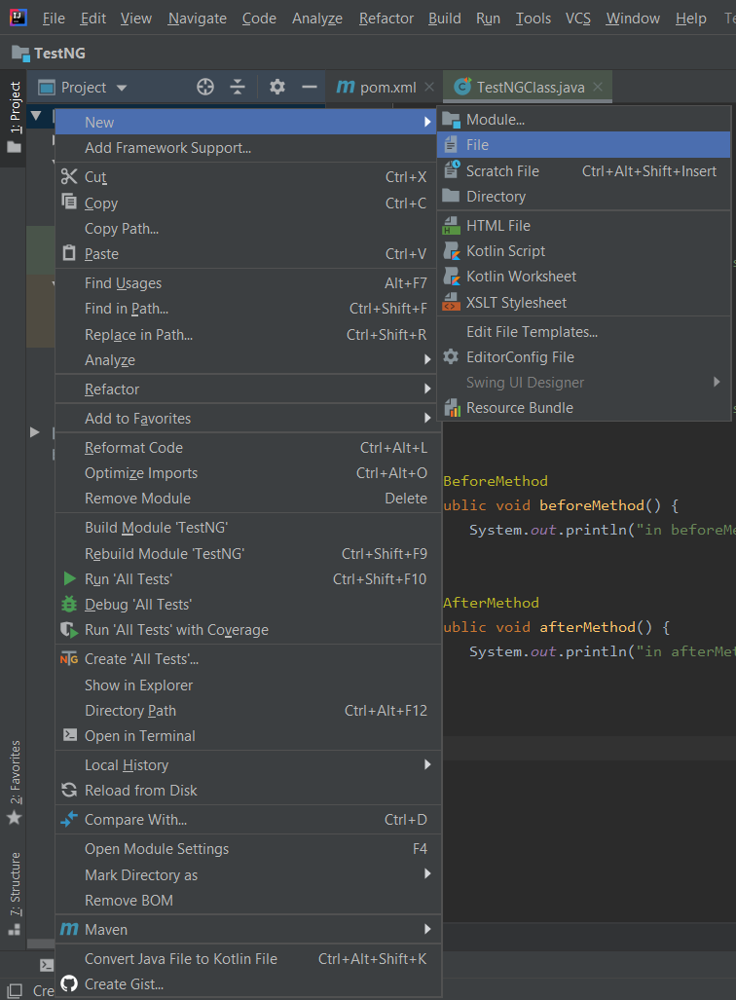 File Edit View Navigate Code Analyze Refactor Build Run Tools VCS Window Help
TestNG
1: Project
Project
pom.xml
TestNGClass.java
New
Add Framework Support...
Cut Ctrl+X
Copy Ctrl+C
Copy Path...
Paste Ctrl+V
Find Usages Alt+F7
Find in Path... Ctrl+Shift+F
Replace in Path... Ctrl+Shift+R
Analyze
Refactor
Add to Favorites
Reformat Code Ctrl+Alt+L
Optimize Imports Ctrl+Alt+O
Remove Module Delete
Build Module 'TestNG'
Rebuild Module 'TestNG' Ctrl+Shift+F9
Run 'All Tests' Ctrl+Shift+F10
Debug 'All Tests'
Run 'All Tests' with Coverage
Create 'All Tests'...
Show in Explorer
Directory Path Ctrl+Alt+F12
Open in Terminal
Local History
Reload from Disk
Compare With... Ctrl+D
Open Module Settings F4
Mark Directory as
Remove BOM
Maven
Convert Java File to Kotlin File Ctrl+Alt+Shift+K
Create Gist...
Module...
File
Scratch File Ctrl+Alt+Shift+Insert
Directory
HTML File
Kotlin Script
Kotlin Worksheet
XSLT Stylesheet
Edit File Templates...
EditorConfig File
Swing UI Designer
Resource Bundle
BeforeMethod
ublic void beforeMethod() {
System.out.println("in beforeMe
AfterMethod
ublic void afterMethod() {
System.out.println("in afterMet
2: Favorites
7: Structure
Cre